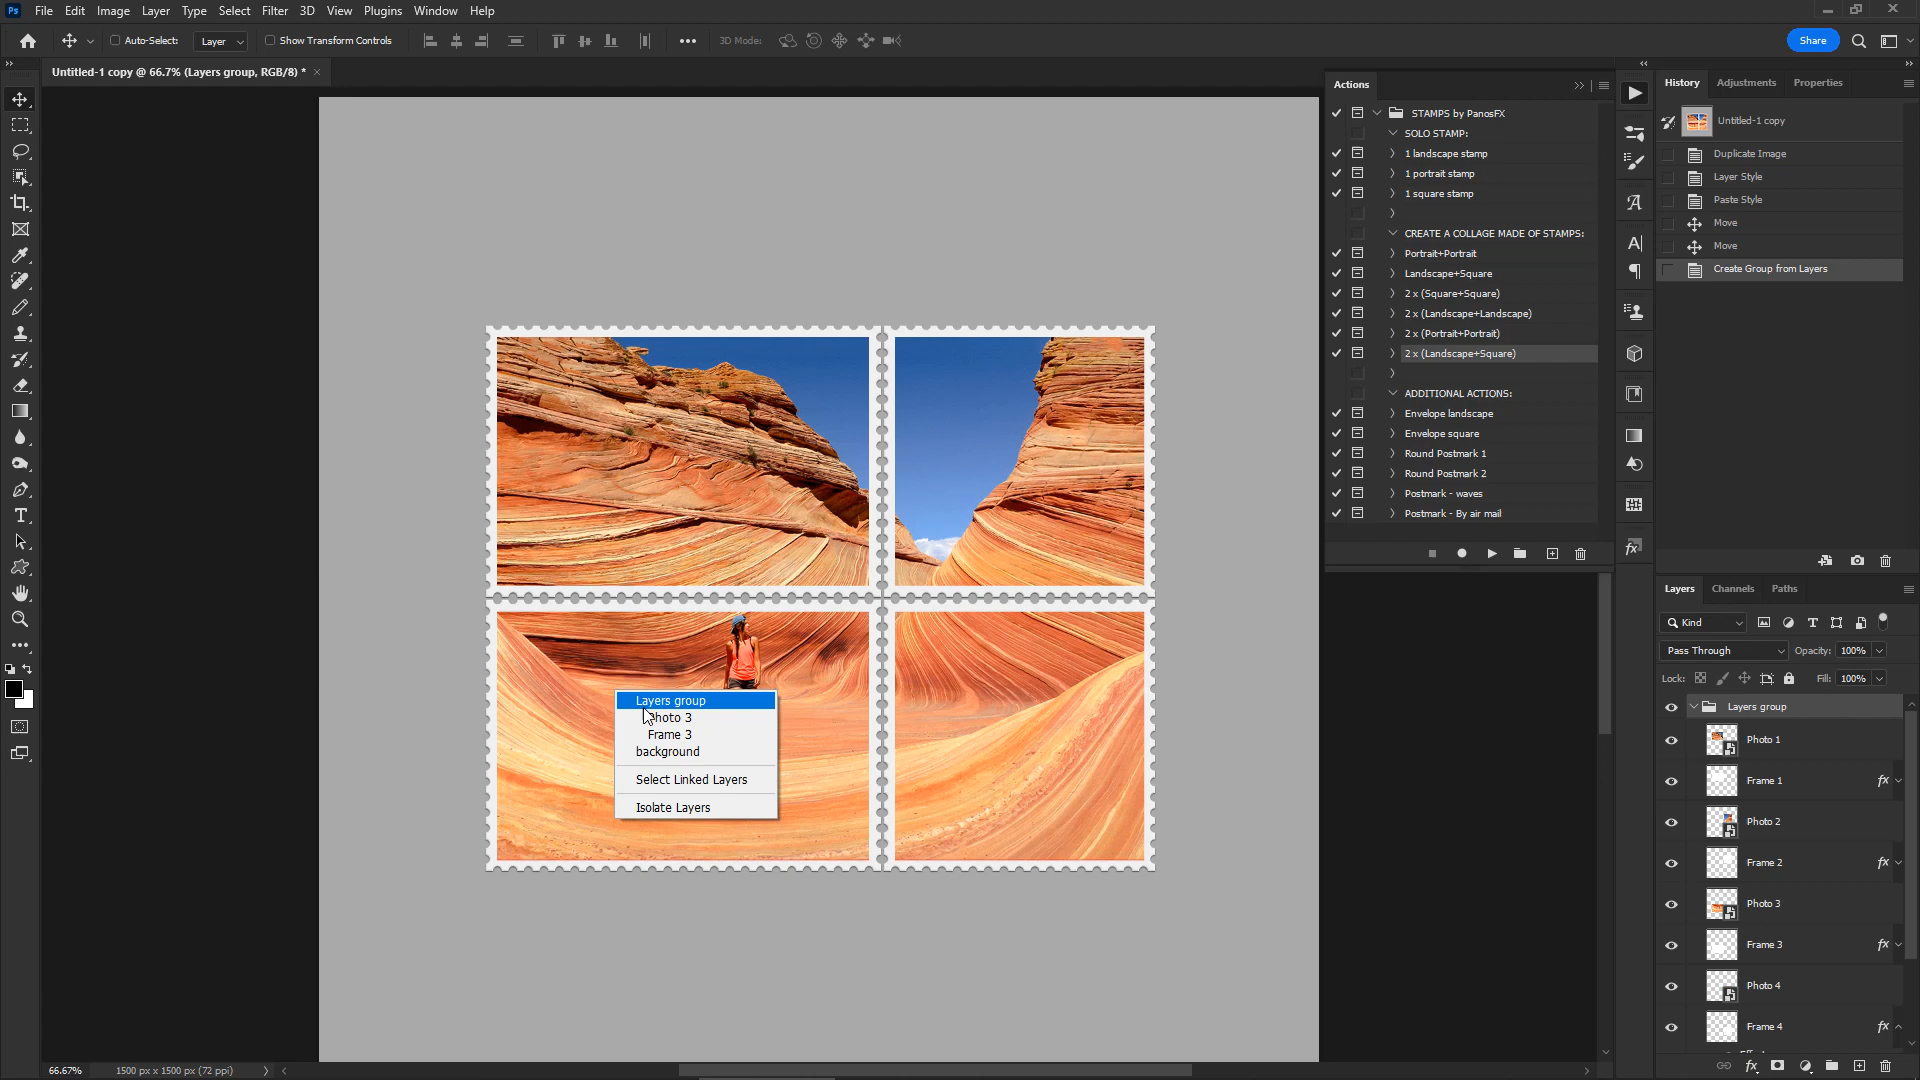 Ps File Edit Image Layer Type Select Filter 3D View Plugins Window Help
Auto-Select: Layer Show Transform Controls 3D Mode: Share
Untitled-1 copy @ 66.7% (Layers group, RGB/8) *
Actions
STAMPS by PanosFX
SOLO STAMP:
1 landscape stamp
1 portrait stamp
1 square stamp
CREATE A COLLAGE MADE OF STAMPS:
Portrait+Portrait
Landscape+Square
2 x (Square+Square)
2 x (Landscape+Landscape)
2 x (Portrait+Portrait)
2 x (Landscape+Square)
ADDITIONAL ACTIONS:
Envelope landscape
Envelope square
Round Postmark 1
Round Postmark 2
Postmark - waves
Postmark - By air mail
History Adjustments Properties
Untitled-1 copy
Duplicate Image
Layer Style
Paste Style
Move
Move
Create Group from Layers
Layers group
Photo 3
Frame 3
background
Select Linked Layers
Isolate Layers
Layers Channels Paths
Kind
Pass Through Opacity: 100%
Lock: Fill: 100%
Layers group
Photo 1
Frame 1 fx
Photo 2
Frame 2 fx
Photo 3
Frame 3 fx
Photo 4
Frame 4 fx
66.67% 1500 px x 1500 px (72 ppi)